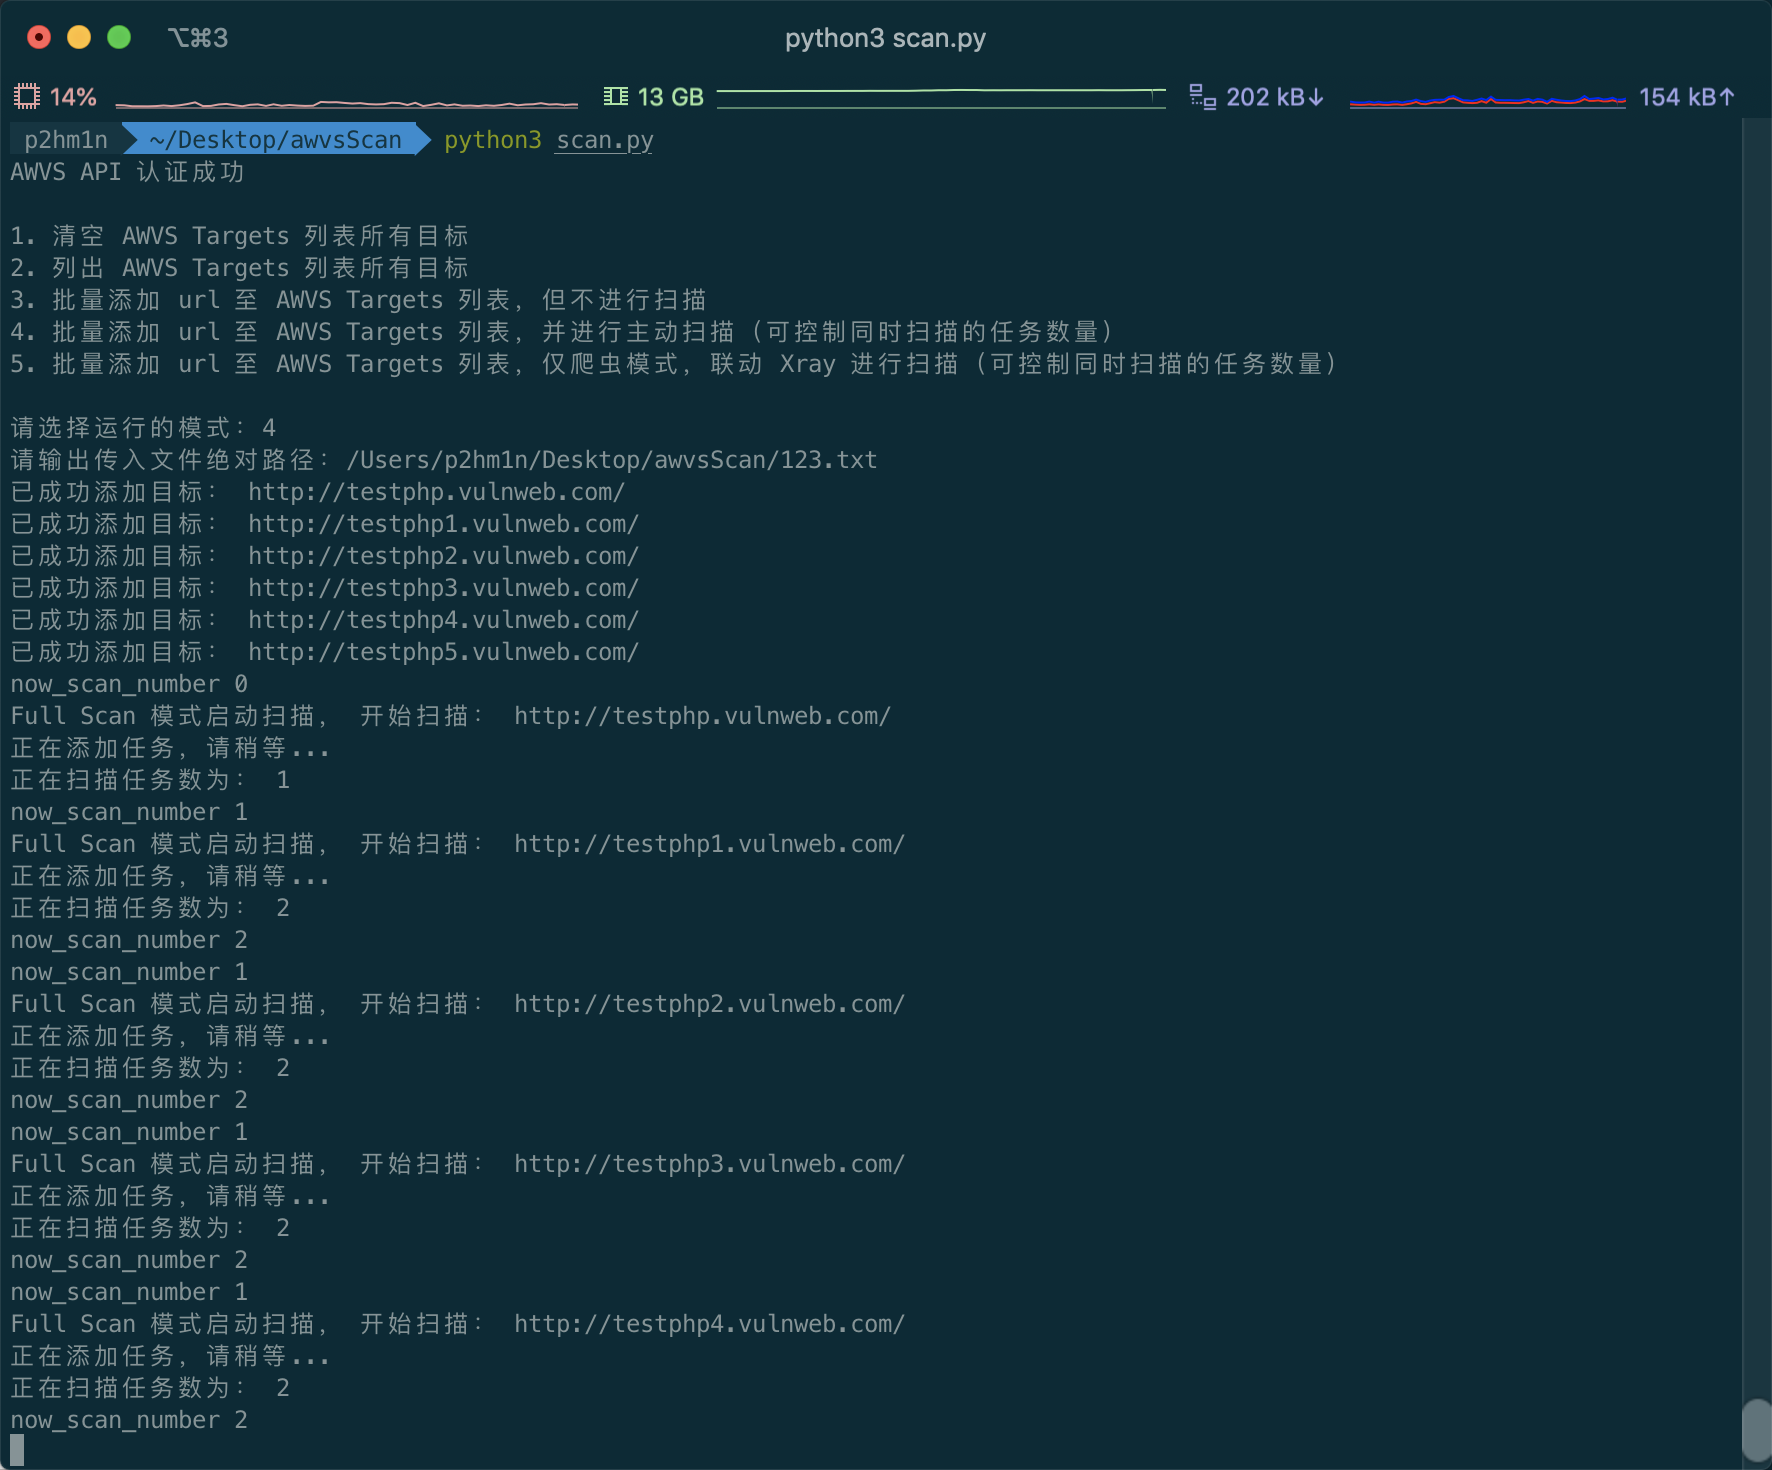 ⌥⌘3 python3 scan.py
14% 13 GB 202 kB↓ 154 kB↑
p2hm1n ~/Desktop/awvsScan python3 scan.py
AWVS API 认证成功
1. 清空 AWVS Targets 列表所有目标
2. 列出 AWVS Targets 列表所有目标
3. 批量添加 url 至 AWVS Targets 列表, 但不进行扫描
4. 批量添加 url 至 AWVS Targets 列表, 并进行主动扫描 (可控制同时扫描的任务数量)
5. 批量添加 url 至 AWVS Targets 列表, 仅爬虫模式, 联动 Xray 进行扫描 (可控制同时扫描的任务数量)
请选择运行的模式: 4
请输出传入文件绝对路径: /Users/p2hm1n/Desktop/awvsScan/123.txt
已成功添加目标: http://testphp.vulnweb.com/
已成功添加目标: http://testphp1.vulnweb.com/
已成功添加目标: http://testphp2.vulnweb.com/
已成功添加目标: http://testphp3.vulnweb.com/
已成功添加目标: http://testphp4.vulnweb.com/
已成功添加目标: http://testphp5.vulnweb.com/
now_scan_number 0
Full Scan 模式启动扫描, 开始扫描: http://testphp.vulnweb.com/
正在添加任务, 请稍等...
正在扫描任务数为: 1
now_scan_number 1
Full Scan 模式启动扫描, 开始扫描: http://testphp1.vulnweb.com/
正在添加任务, 请稍等...
正在扫描任务数为: 2
now_scan_number 2
now_scan_number 1
Full Scan 模式启动扫描, 开始扫描: http://testphp2.vulnweb.com/
正在添加任务, 请稍等...
正在扫描任务数为: 2
now_scan_number 2
now_scan_number 1
Full Scan 模式启动扫描, 开始扫描: http://testphp3.vulnweb.com/
正在添加任务, 请稍等...
正在扫描任务数为: 2
now_scan_number 2
now_scan_number 1
Full Scan 模式启动扫描, 开始扫描: http://testphp4.vulnweb.com/
正在添加任务, 请稍等...
正在扫描任务数为: 2
now_scan_number 2